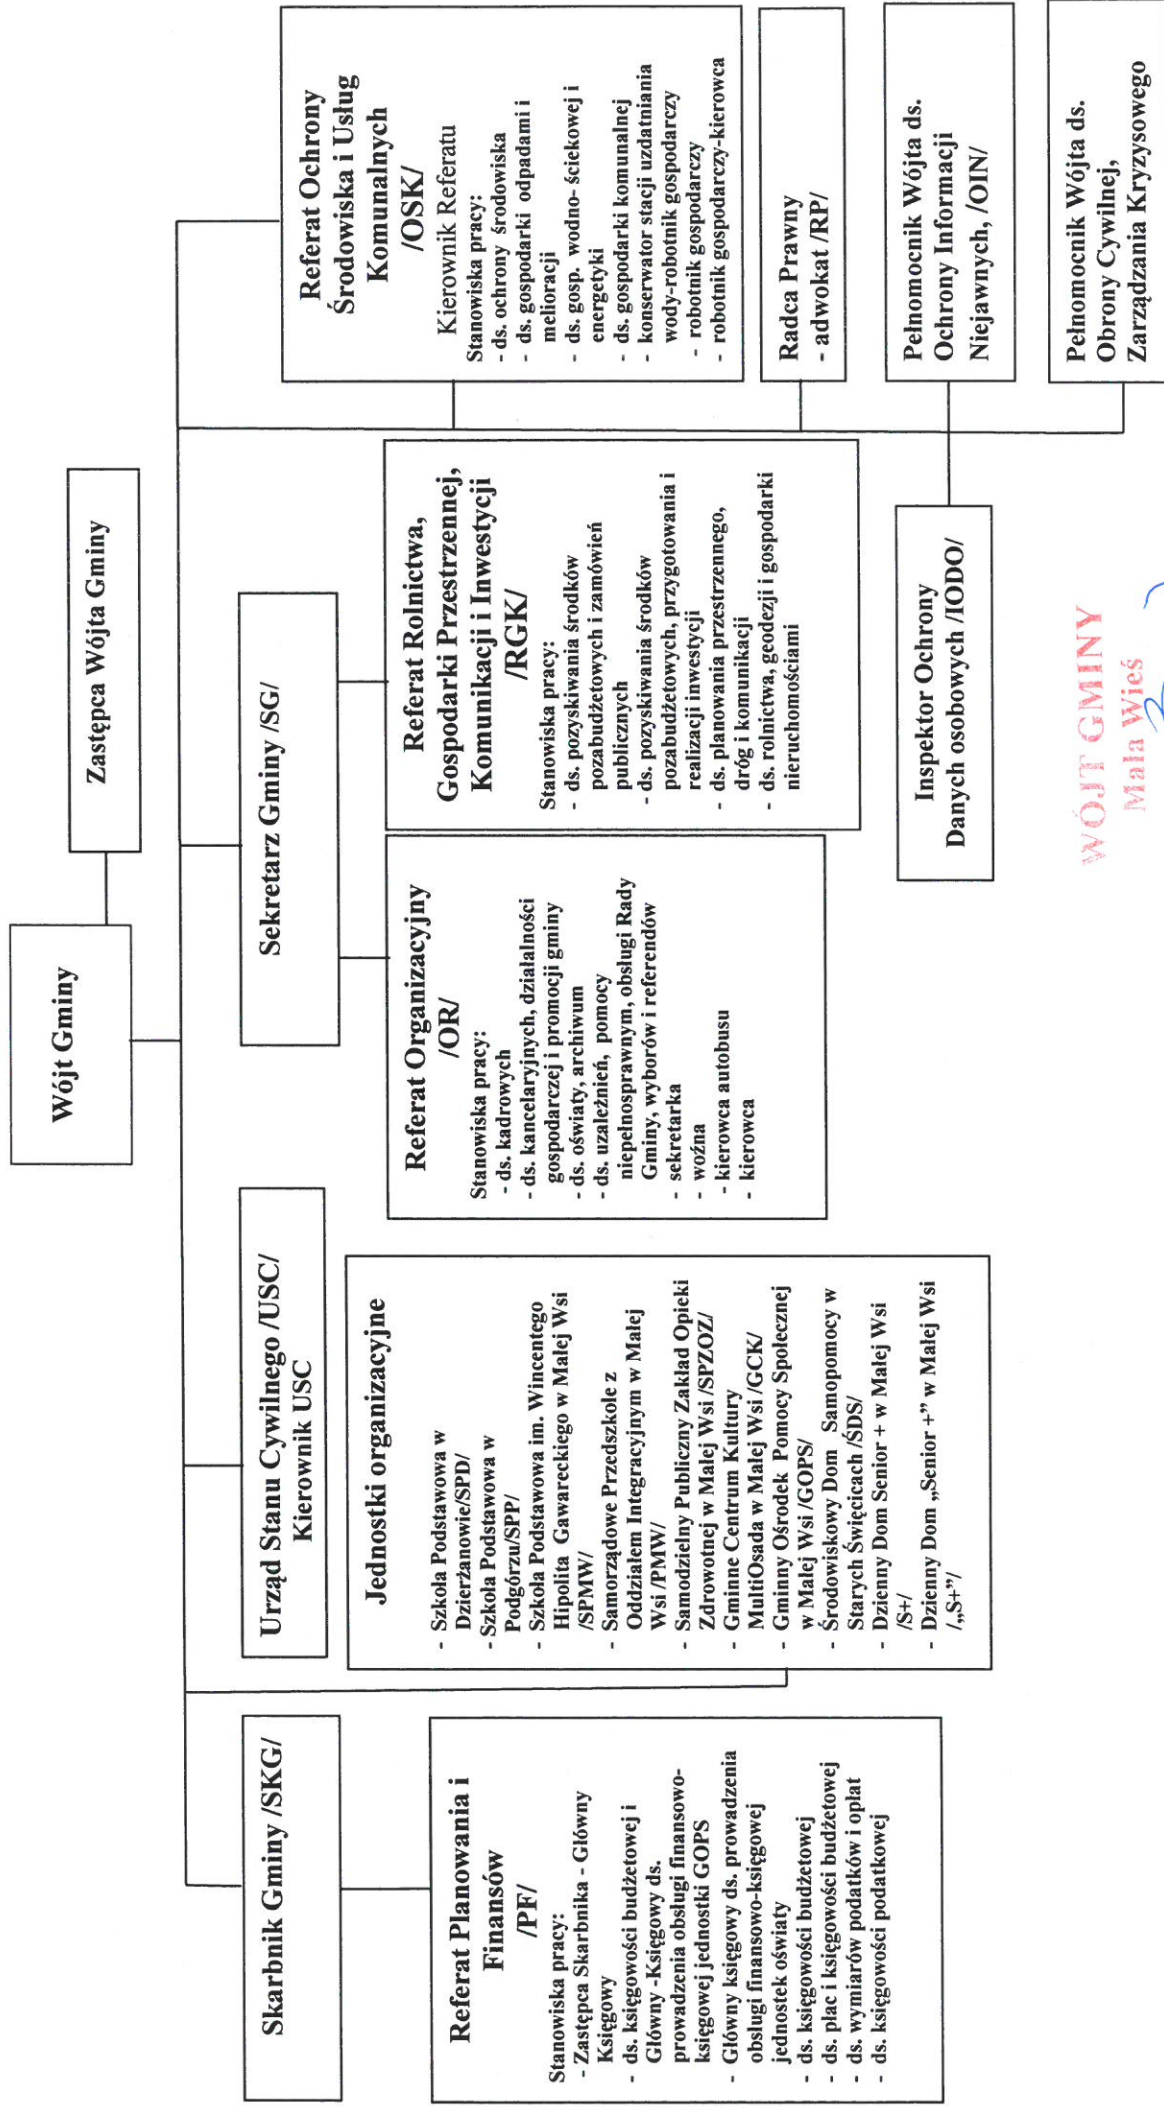 Wójt Gminy
Zastępca Wójta Gminy
Skarbnik Gminy /SKG/
Urząd Stanu Cywilnego /USC/
Kierownik USC
Sekretarz Gminy /SG/
Referat Ochrony
Środowiska i Usług
Komunalnych
/OSK/
Kierownik Referatu
Stanowiska pracy:
- ds. ochrony środowiska
- ds. gospodarki odpadami i
melioracji
- ds. gosp. wodno- ściekowej i
energetyki
- ds. gospodarki komunalnej
- konserwator stacji uzdatniania
wody-robotnik gospodarczy
- robotnik gospodarczy
- robotnik gospodarczy-kierowca
Referat Planowania i
Finansów
/PF/
Stanowiska pracy:
- Zastępca Skarbnika - Główny
Księgowy
- ds. księgowości budżetowej i
Główny -Księgowy ds.
prowadzenia obsługi finansowo-
księgowej jednostki GOPS
- Główny księgowy ds. prowadzenia
obsługi finansowo-księgowej
jednostek oświaty
- ds. księgowości budżetowej
- ds. płac i księgowości budżetowej
- ds. wymiarów podatków i opłat
- ds. księgowości podatkowej
Jednostki organizacyjne
- Szkoła Podstawowa w
Dzierżanowie/SPD/
- Szkoła Podstawowa w
Podgórzu/SPP/
- Szkoła Podstawowa im. Wincentego
Hipolita Gawareckiego w Małej Wsi
/SPMW/
- Samorządowe Przedszkole z
Oddziałem Integracyjnym w Małej
Wsi /PMW/
- Samodzielny Publiczny Zakład Opieki
Zdrowotnej w Małej Wsi /SPZOZ/
- Gminne Centrum Kultury
MultiOsada w Małej Wsi /GCK/
- Gminny Ośrodek Pomocy Społecznej
w Małej Wsi /GOPS/
- Środowiskowy Dom Samopomocy w
Starych Święcicach /ŚDS/
- Dzienny Dom Senior + w Małej Wsi
/S+/
- Dzienny Dom „Senior +” w Małej Wsi
/„S+”/
Referat Organizacyjny
/OR/
Stanowiska pracy:
- ds. kadrowych
- ds. kancelaryjnych, działalności
gospodarczej i promocji gminy
- ds. oświaty, archiwum
- ds. uzależnień, pomocy
niepełnosprawnym, obsługi Rady
Gminy, wyborów i referendów
- sekretarka
- woźna
- kierowca autobusu
- kierowca
Referat Rolnictwa,
Gospodarki Przestrzennej,
Komunikacji i Inwestycji
/RGK/
Stanowiska pracy:
- ds. pozyskiwania środków
pozabudżetowych i zamówień
publicznych
- ds. pozyskiwania środków
pozabudżetowych, przygotowania i
realizacji inwestycji
- ds. planowania przestrzennego,
dróg i komunikacji
- ds. rolnictwa, geodezji i gospodarki
nieruchomościami
Radca Prawny
- adwokat /RP/
Pełnomocnik Wójta ds.
Ochrony Informacji
Niejawnych, /OIN/
Inspektor Ochrony
Danych osobowych /IODO/
Pełnomocnik Wójta ds.
Obrony Cywilnej,
Zarządzania Kryzysowego
WÓJT GMINY
Mała Wieś